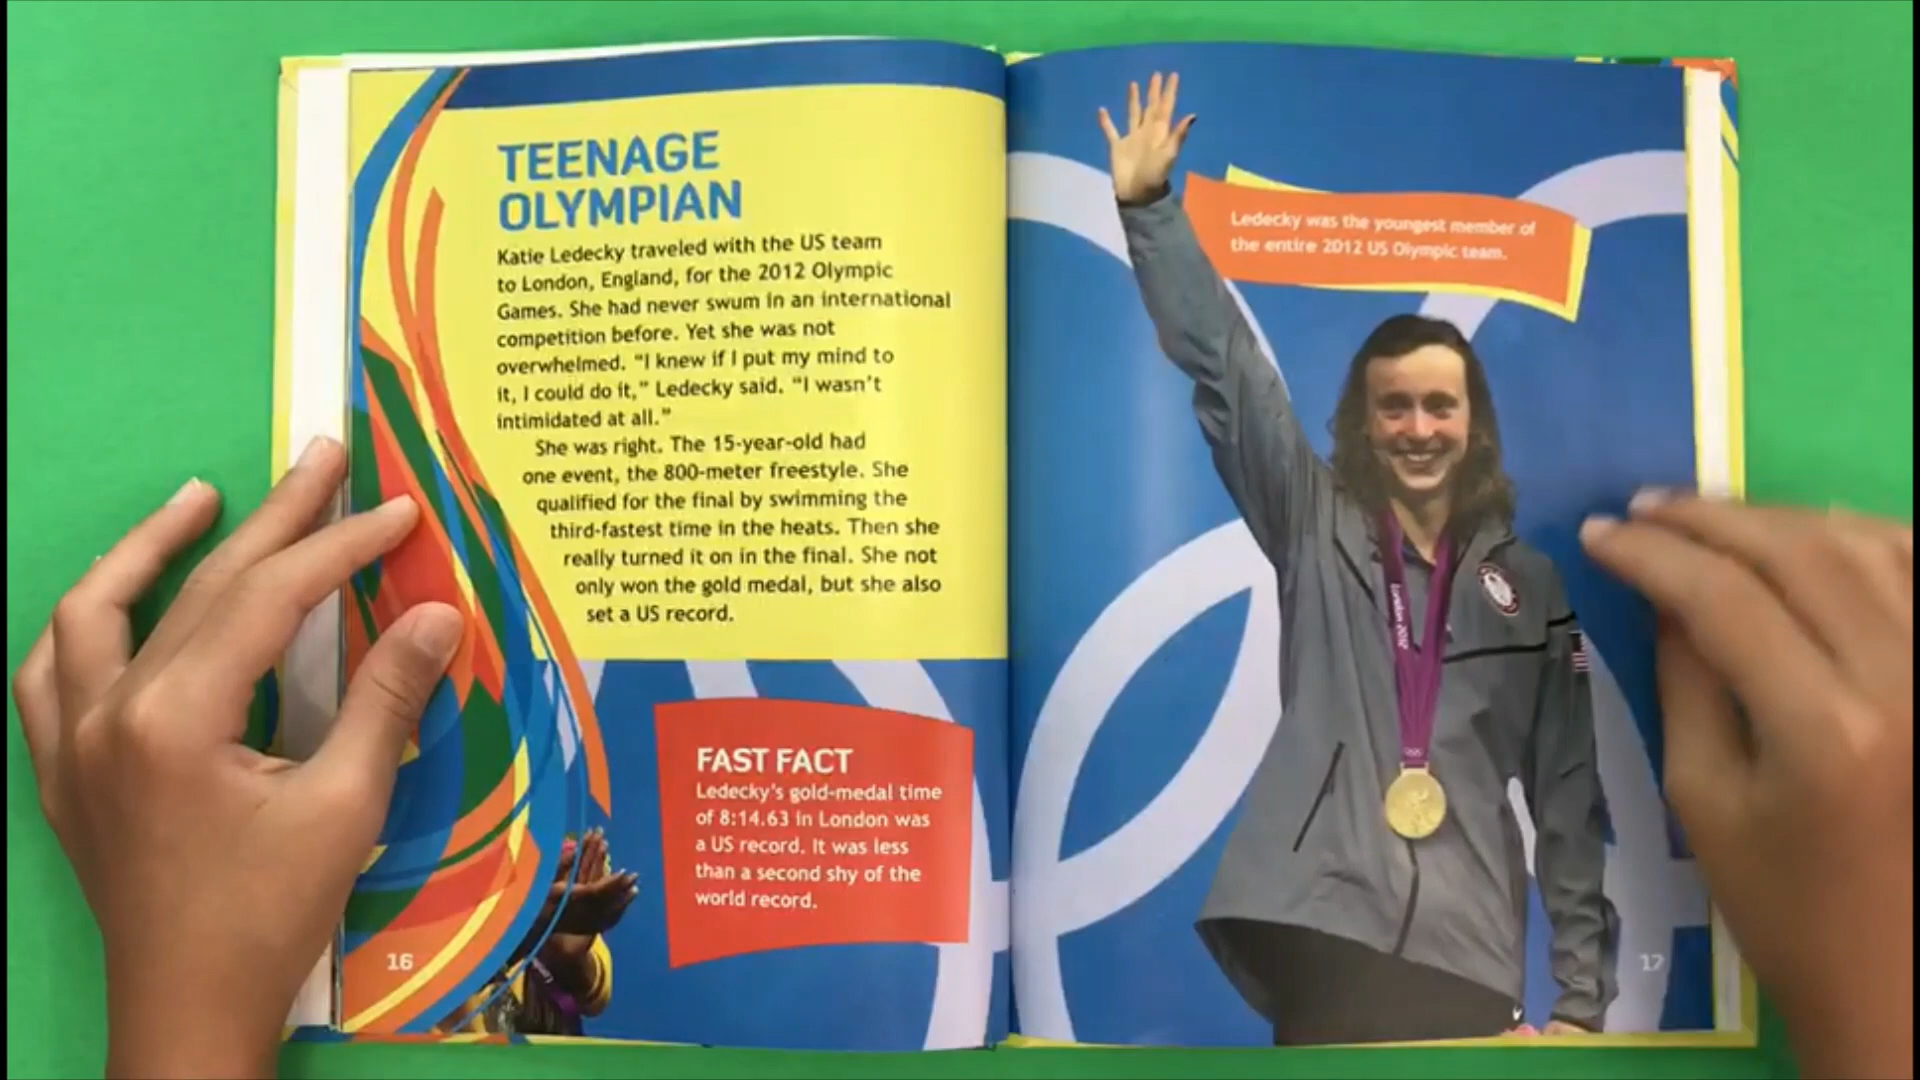 TEENAGE
OLYMPIAN
Katie Ledecky traveled with the US team
to London, England, for the 2012 Olympic
Games. She had never swum in an international
competition before. Yet she was not
overwhelmed. "I knew if I put my mind to
it, I could do it," Ledecky said. "I wasn't
intimidated at all."
She was right. The 15-year-old had
one event, the 800-meter freestyle. She
qualified for the final by swimming the
third-fastest time in the heats. Then she
really turned it on in the final. She not
only won the gold medal, but she also
set a US record.
FAST FACT
Ledecky's gold-medal time
of 8:14.63 in London was
a US record. It was less
than a second shy of the
world record.
16
Ledecky was the youngest member of
the entire 2012 US Olympic team.
London 2012
17